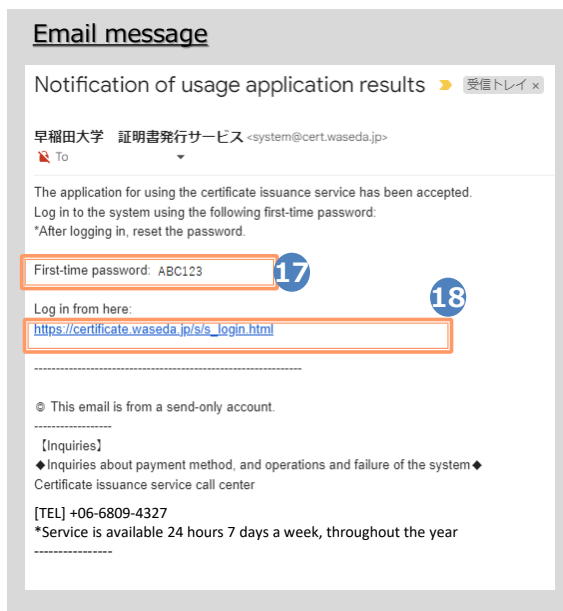 Email message
Notification of usage application results 受信トレイ ×
早稲田大学　証明書発行サービス <system@cert.waseda.jp>
To
The application for using the certificate issuance service has been accepted.
Log in to the system using the following first-time password:
*After logging in, reset the password.
First-time password: ABC123
17
18
Log in from here:
https://certificate.waseda.jp/s/s_login.html
--------------------------------------------------------------
◎ This email is from a send-only account.
------------------
【Inquiries】
◆Inquiries about payment method, and operations and failure of the system◆
Certificate issuance service call center
[TEL] +06-6809-4327
*Service is available 24 hours 7 days a week, throughout the year
----------------